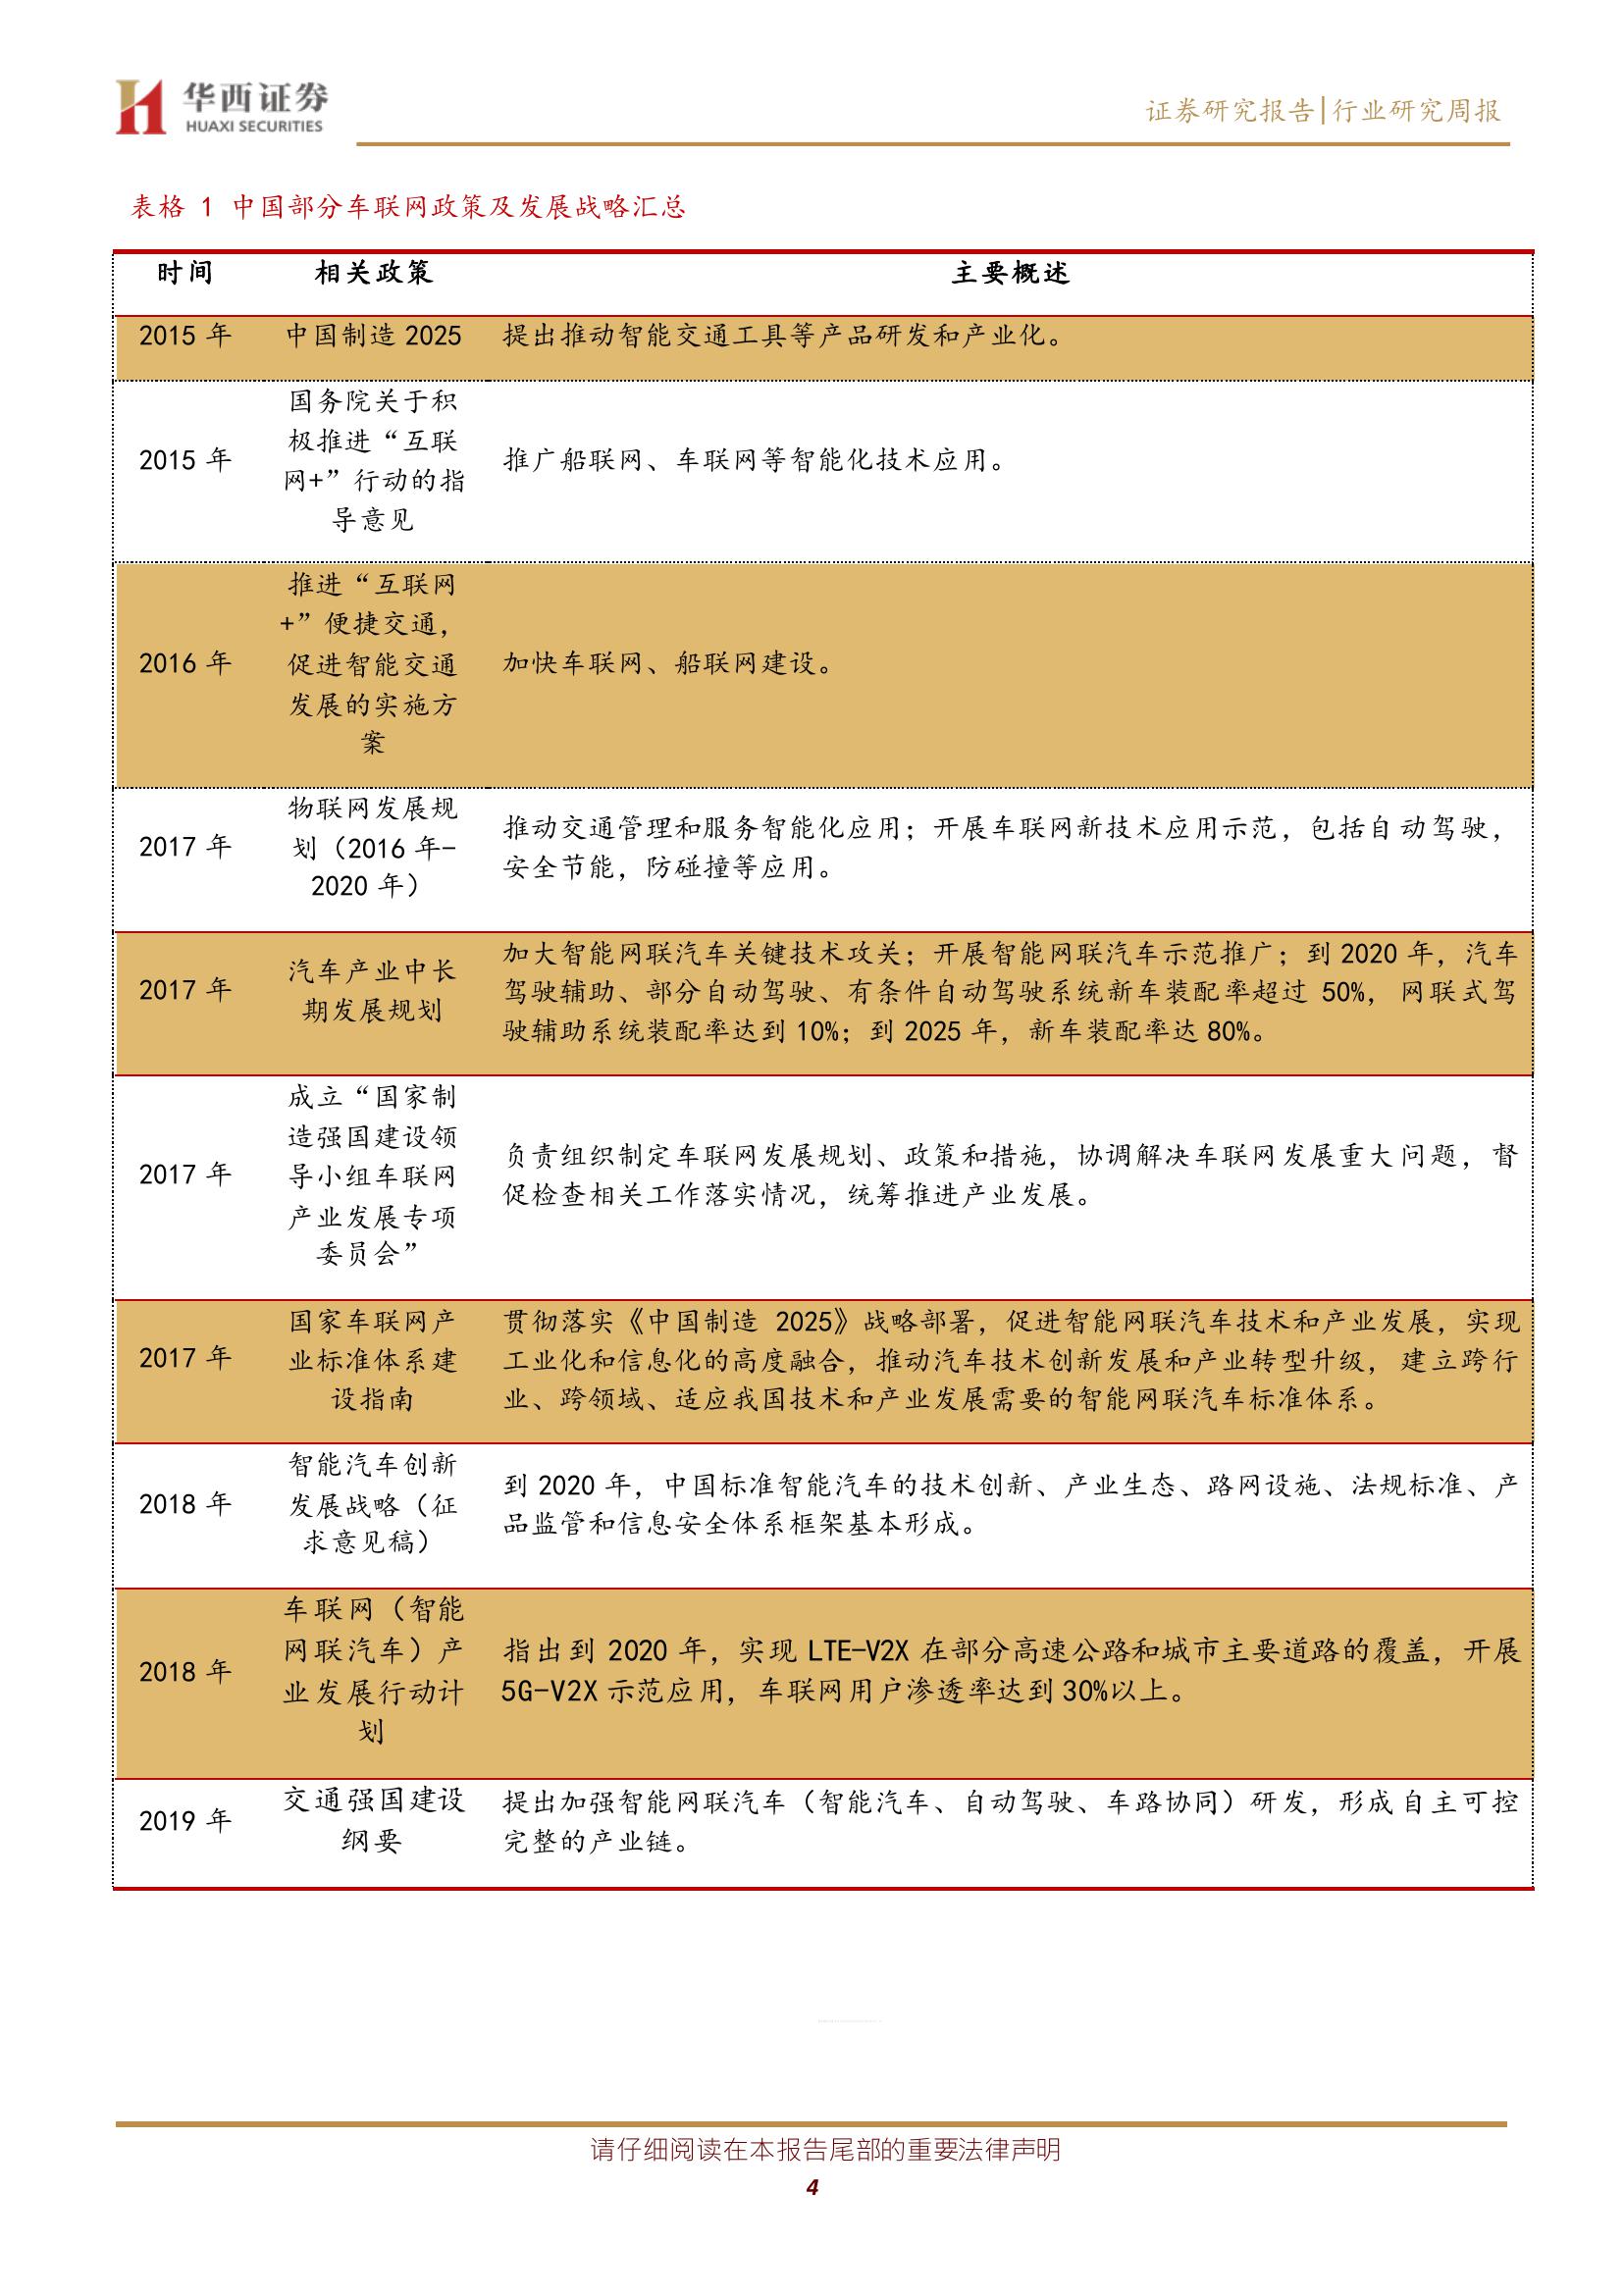 华西证券
HUAXI SECURITIES
证券研究报告|行业研究周报
表格 1 中国部分车联网政策及发展战略汇总
时间 相关政策 主要概述
2015 年 中国制造 2025 提出推动智能交通工具等产品研发和产业化。
国务院关于积
极推进“互联
网+”行动的指
导意见
2015 年
推广船联网、车联网等智能化技术应用。
推进“互联网
+”便捷交通，
促进智能交通
发展的实施方
案
2016 年
加快车联网、船联网建设。
物联网发展规
划（2016 年-
2020 年）
2017 年
推动交通管理和服务智能化应用；开展车联网新技术应用示范，包括自动驾驶，
安全节能，防碰撞等应用。
2017 年
汽车产业中长
期发展规划
加大智能网联汽车关键技术攻关；开展智能网联汽车示范推广；到 2020 年，汽车
驾驶辅助、部分自动驾驶、有条件自动驾驶系统新车装配率超过 50%，网联式驾
驶辅助系统装配率达到 10%；到 2025 年，新车装配率达 80%。
2017 年
成立“国家制
造强国建设领
导小组车联网
产业发展专项
委员会”
负责组织制定车联网发展规划、政策和措施，协调解决车联网发展重大问题，督
促检查相关工作落实情况，统筹推进产业发展。
2017 年
国家车联网产
业标准体系建
设指南
贯彻落实《中国制造 2025》战略部署，促进智能网联汽车技术和产业发展，实现
工业化和信息化的高度融合，推动汽车技术创新发展和产业转型升级，建立跨行
业、跨领域、适应我国技术和产业发展需要的智能网联汽车标准体系。
2018 年
智能汽车创新
发展战略（征
求意见稿）
到 2020 年，中国标准智能汽车的技术创新、产业生态、路网设施、法规标准、产
品监管和信息安全体系框架基本形成。
2018 年
车联网（智能
网联汽车）产
业发展行动计
划
指出到 2020 年，实现 LTE-V2X 在部分高速公路和城市主要道路的覆盖，开展
5G-V2X 示范应用，车联网用户渗透率达到 30%以上。
2019 年
交通强国建设
纲要
提出加强智能网联汽车（智能汽车、自动驾驶、车路协同）研发，形成自主可控
完整的产业链。
请仔细阅读在本报告尾部的重要法律声明
4